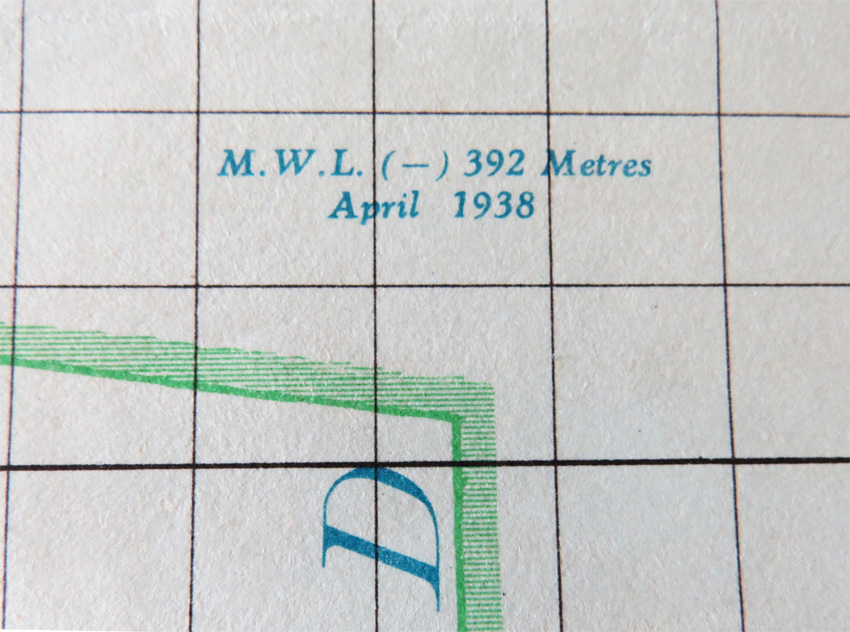 M.W.L. (—) 392 Metres
April 1938
D